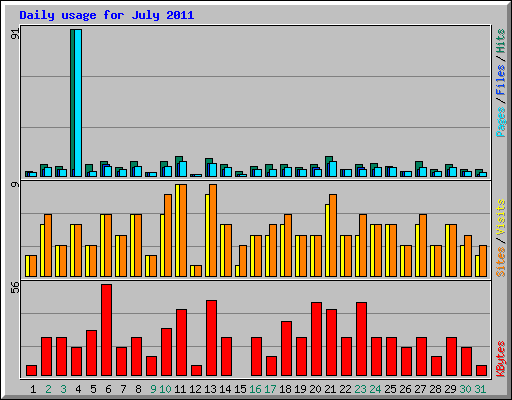 Daily usage for July 2011
91
Pages/Files/Hits
9
Sites/Visits
56
KBytes
1 2 3 4 5 6 7 8 9 10 11 12 13 14 15 16 17 18 19 20 21 22 23 24 25 26 27 28 29 30 31